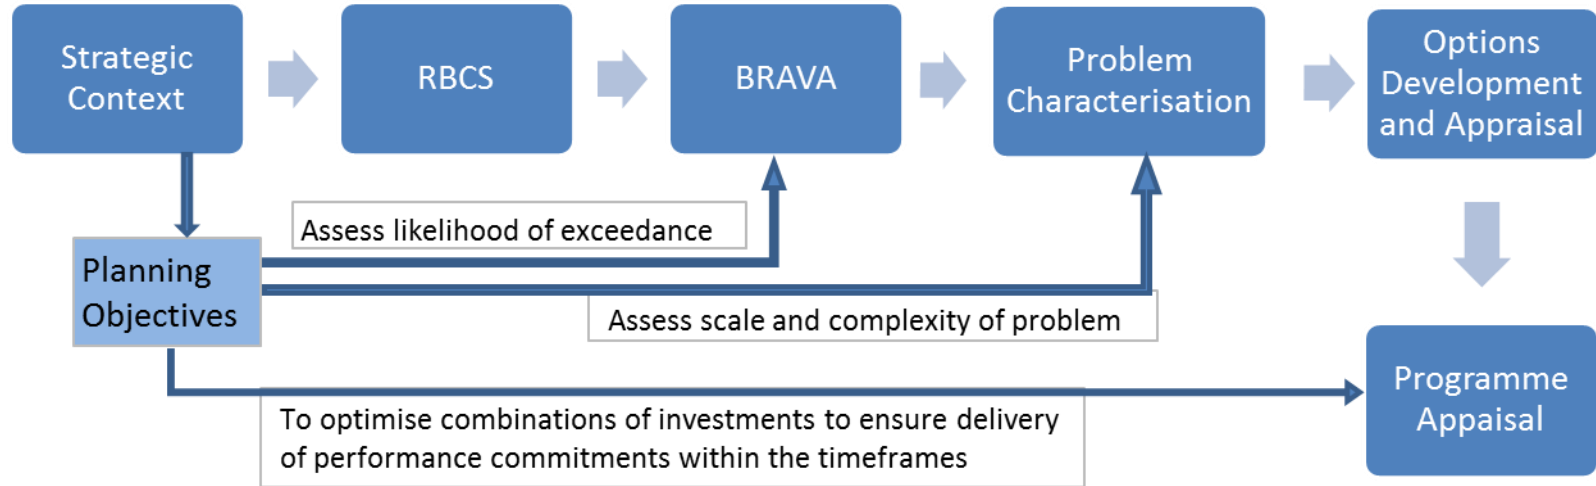 Strategic
Context
RBCS
BRAVA
Problem
Characterisation
Options
Development
and Appraisal
Assess likelihood of exceedance
Planning
Objectives
Assess scale and complexity of problem
To optimise combinations of investments to ensure delivery
of performance commitments within the timeframes
Programme
Appaisal